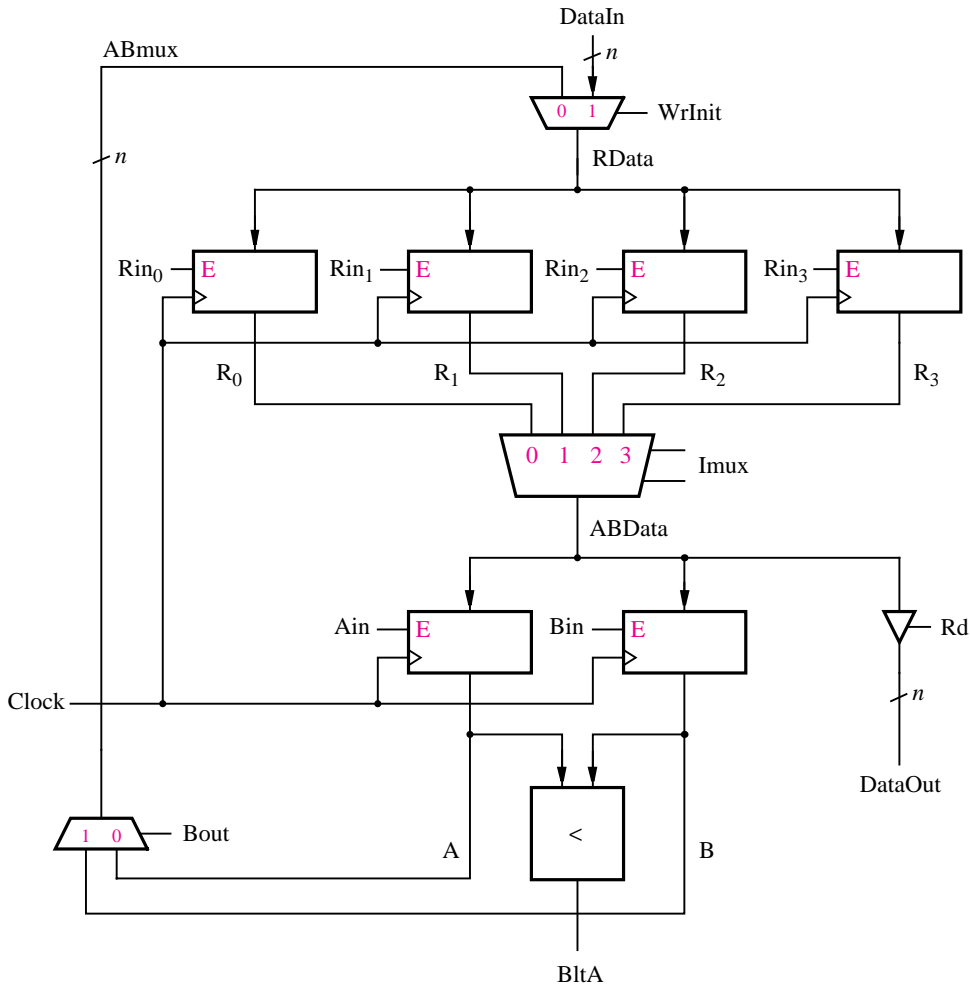 DataIn
ABmux
n
0 1
WrInit
n
RData
Rin0 E
Rin1 E
Rin2 E
Rin3 E
R0
R1
R2
R3
0 1 2 3
Imux
ABData
Ain E
Bin E
Rd
Clock
n
DataOut
1 0
Bout
A
<
B
BltA